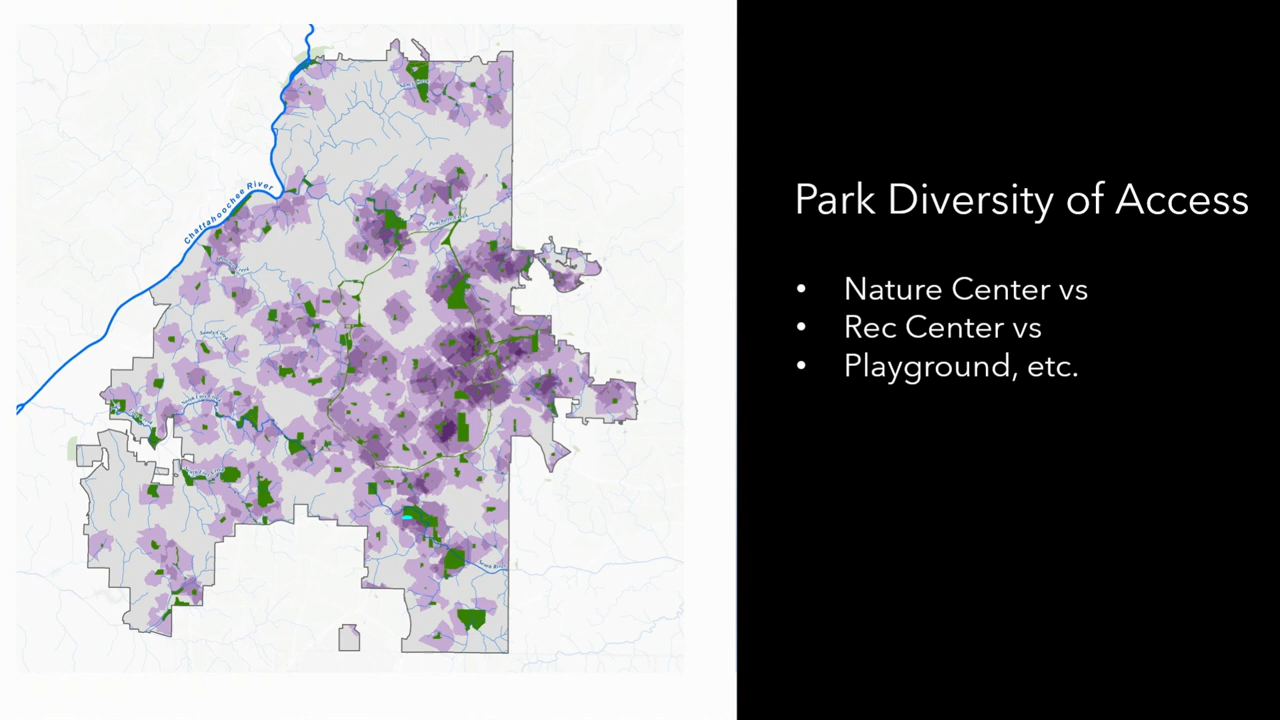 Chattahoochee River
Park Diversity of Access
• Nature Center vs
• Rec Center vs
• Playground, etc.